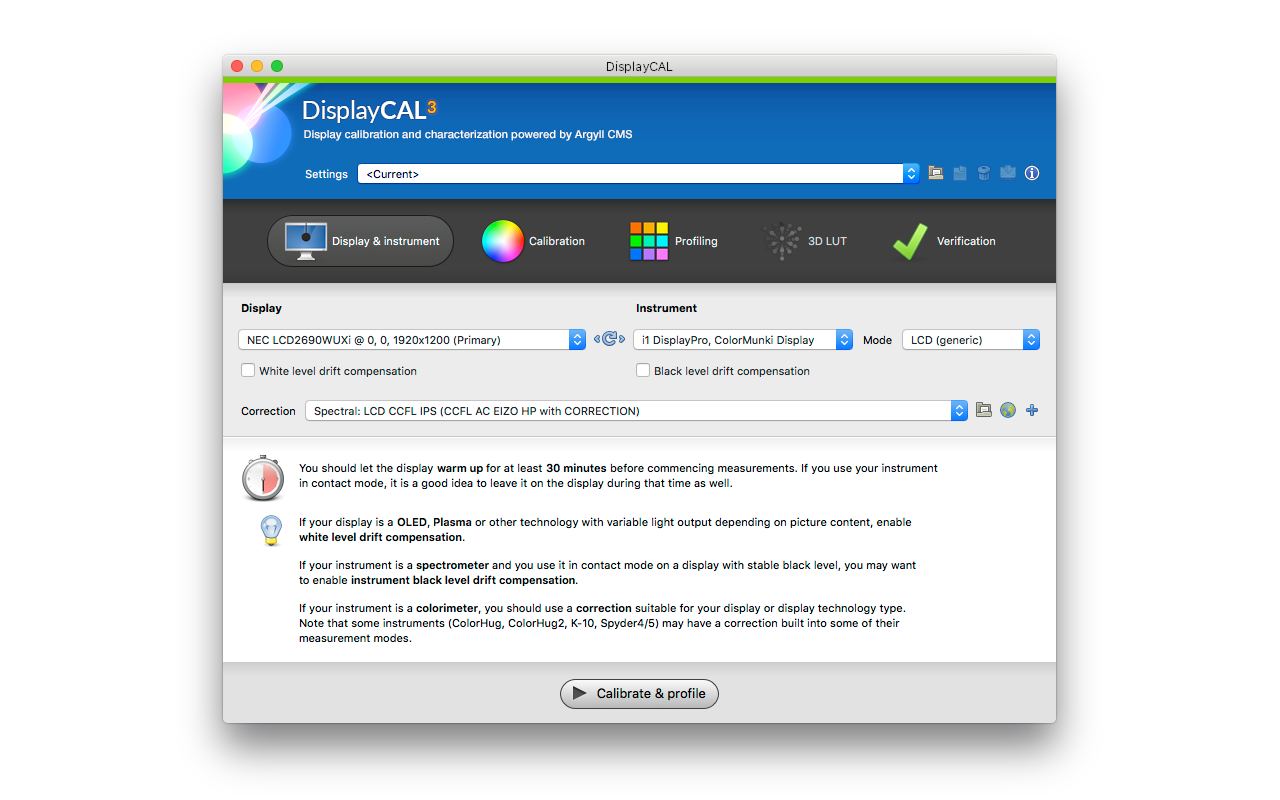 DisplayCAL
DisplayCAL3
Display calibration and characterization powered by Argyll CMS
Settings <Current>
Display & instrument Calibration Profiling 3D LUT Verification
Display Instrument
NEC LCD2690WUXi @ 0, 0, 1920x1200 (Primary) i1 DisplayPro, ColorMunki Display Mode LCD (generic)
White level drift compensation Black level drift compensation
Correction Spectral: LCD CCFL IPS (CCFL AC EIZO HP with CORRECTION)
You should let the display warm up for at least 30 minutes before commencing measurements. If you use your instrument
in contact mode, it is a good idea to leave it on the display during that time as well.
If your display is a OLED, Plasma or other technology with variable light output depending on picture content, enable
white level drift compensation.
If your instrument is a spectrometer and you use it in contact mode on a display with stable black level, you may want
to enable instrument black level drift compensation.
If your instrument is a colorimeter, you should use a correction suitable for your display or display technology type.
Note that some instruments (ColorHug, ColorHug2, K-10, Spyder4/5) may have a correction built into some of their
measurement modes.
Calibrate & profile